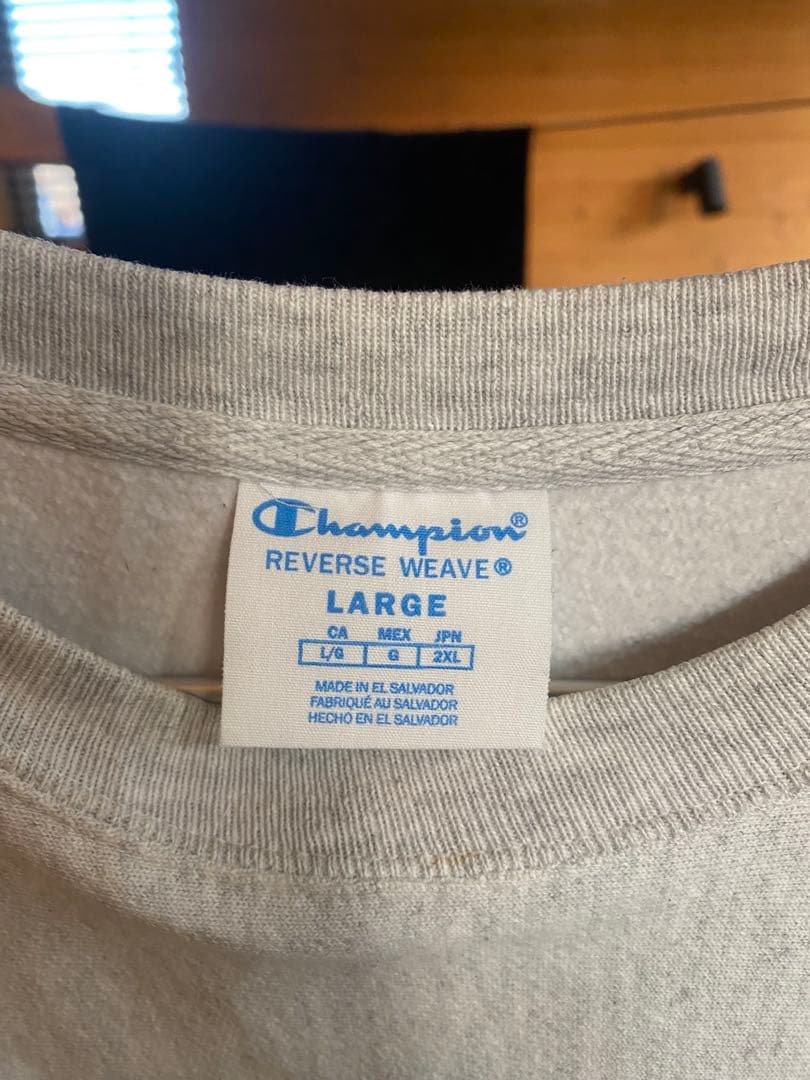 Champion®
REVERSE WEAVE®
LARGE
CA MEX JPN
L/G G 2XL
MADE IN EL SALVADOR
FABRIQUÉ AU SALVADOR
HECHO EN EL SALVADOR